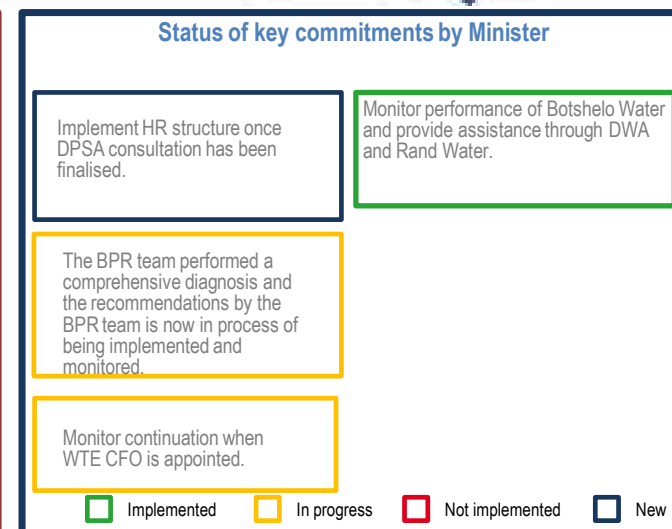 Status of key commitments by Minister
Implement HR structure once
DPSA consultation has been
finalised.
Monitor performance of Botshelo Water
and provide assistance through DWA
and Rand Water.
The BPR team performed a
comprehensive diagnosis and
the recommendations by the
BPR team is now in process of
being implemented and
monitored.
Monitor continuation when
WTE CFO is appointed.
Implemented In progress Not implemented New